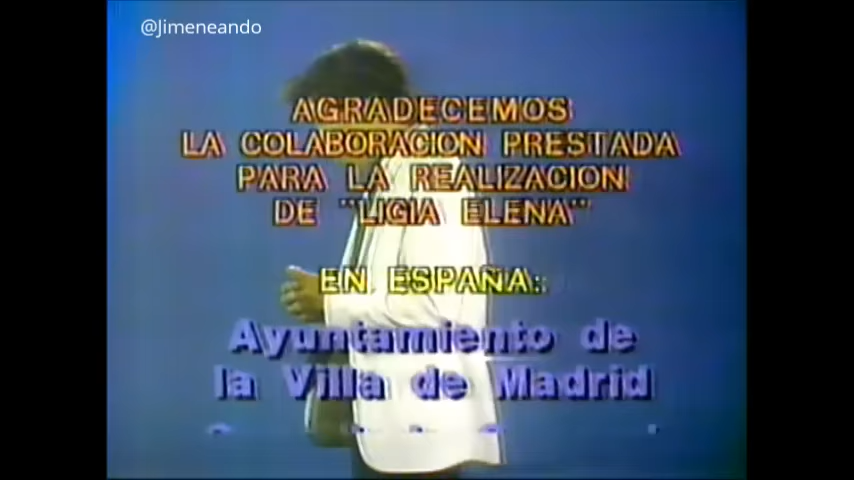 @Jimeneando
AGRADECEMOS
LA COLABORACION PRESTADA
PARA LA REALIZACION
DE "LIGIA ELENA"
EN ESPAÑA:
Ayuntamiento de
la Villa de Madrid